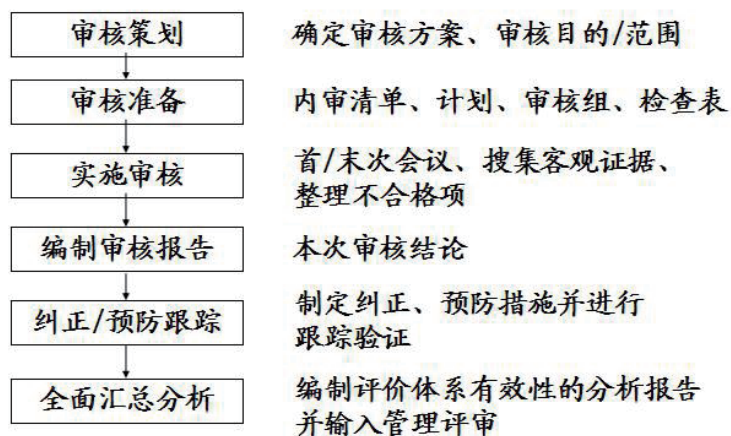 审核策划
确定审核方案、审核目的/范围
审核准备
内审清单、计划、审核组、检查表
实施审核
首/末次会议、搜集客观证据、
整理不合格项
编制审核报告
本次审核结论
纠正/预防跟踪
制定纠正、预防措施并进行
跟踪验证
全面汇总分析
编制评价体系有效性的分析报告
并输入管理评审